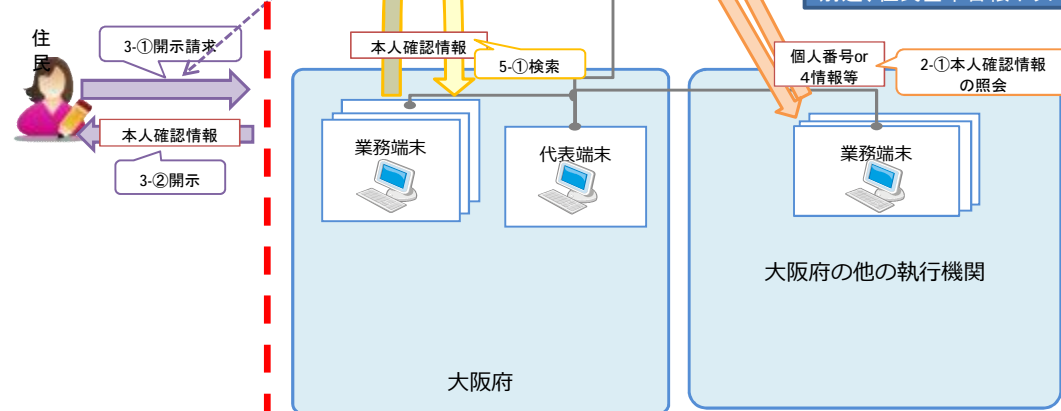 住
民
3-①開示請求
本人確認情報
3-②開示
本人確認情報
5-①検索
個人番号or
4情報等
2-①本人確認情報
の照会
業務端末
代表端末
業務端末
大阪府の他の執行機関
大阪府